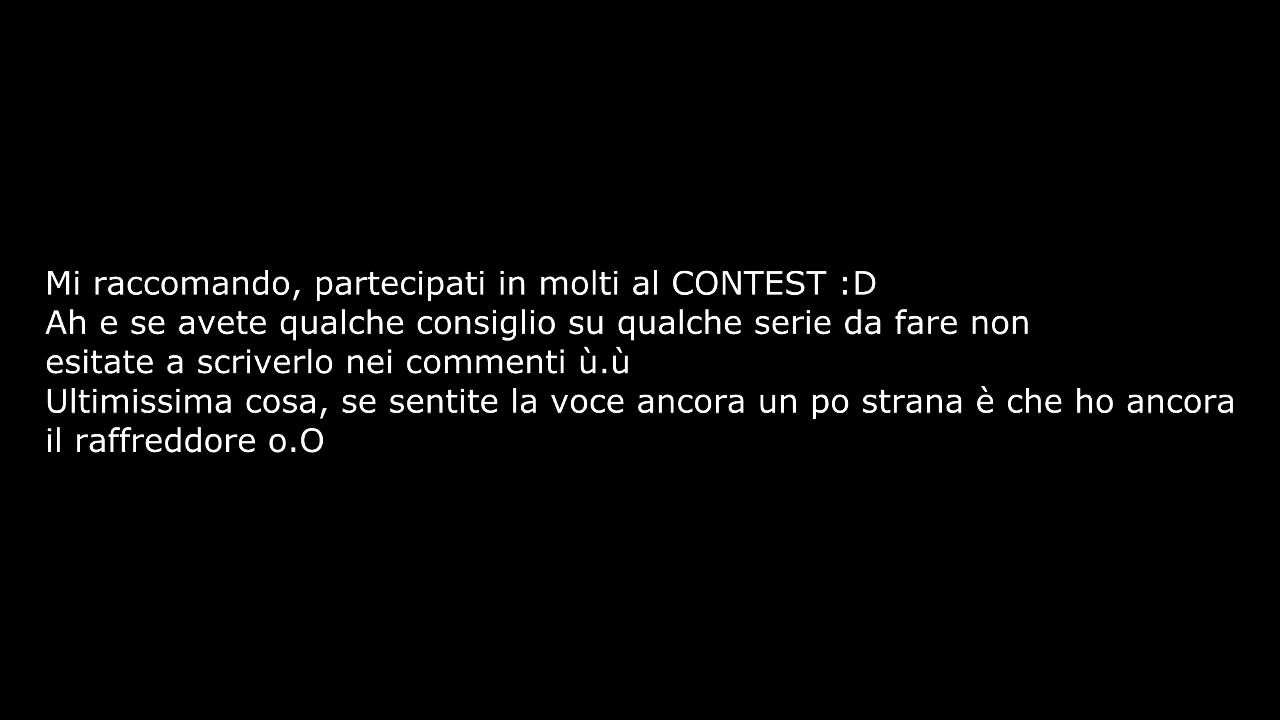 Mi raccomando, partecipati in molti al CONTEST :D
Ah e se avete qualche consiglio su qualche serie da fare non
esitate a scriverlo nei commenti ù.ù
Ultimissima cosa, se sentite la voce ancora un po strana è che ho ancora
il raffreddore o.O